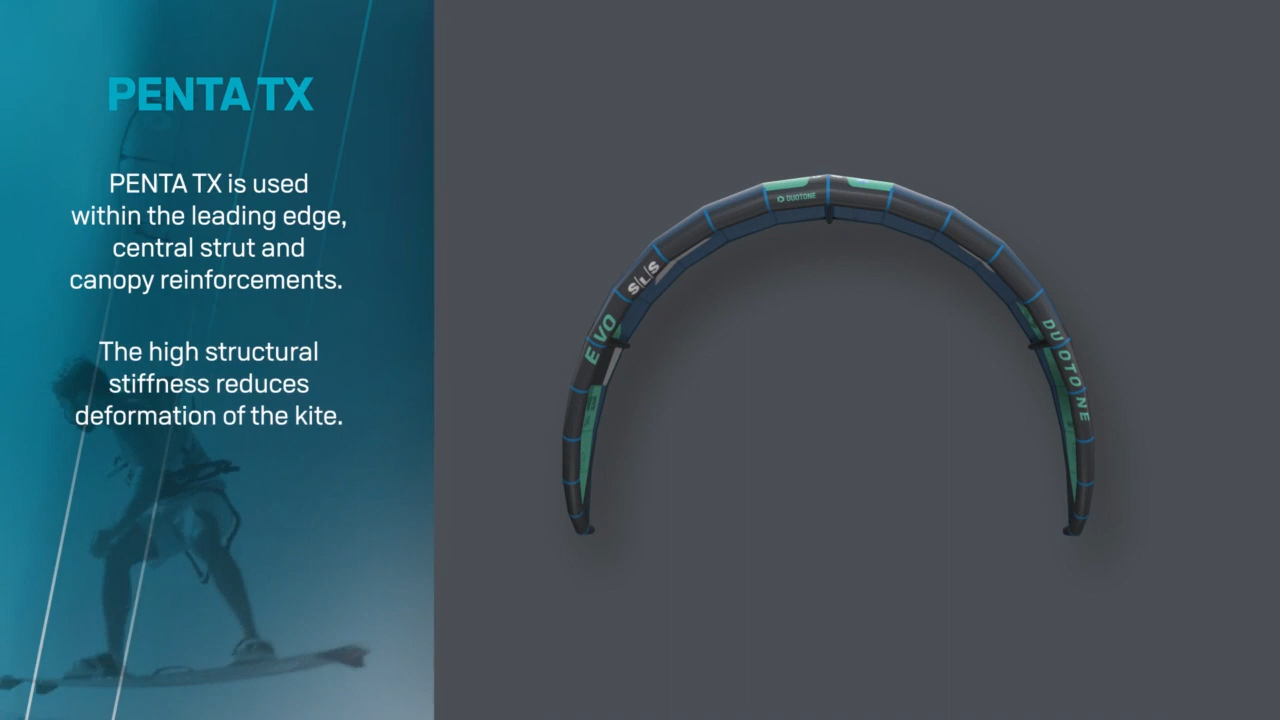 PENTA TX
PENTA TX is used
within the leading edge,
central strut and
canopy reinforcements.
The high structural
stiffness reduces
deformation of the kite.
DUOTONE
SLS
EVO
DUOTONE